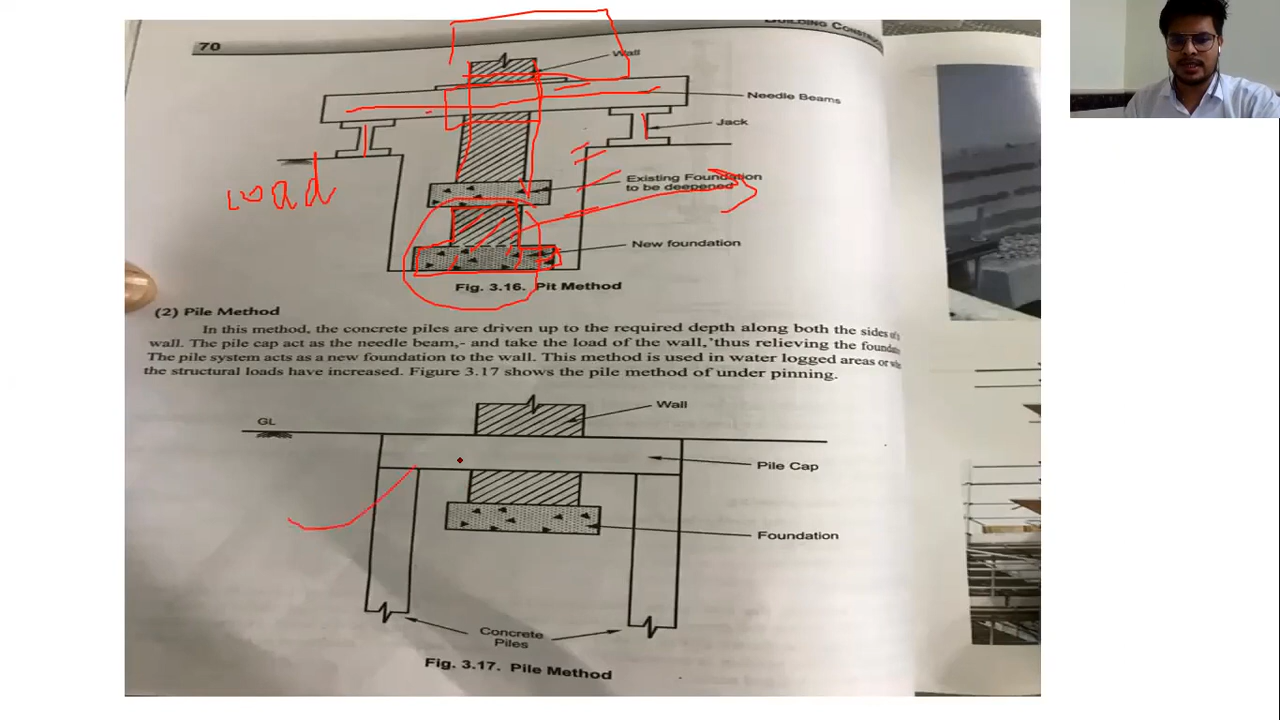 70
BUILDING CONSTRUC
Wall
Needle Beams
Jack
Load
Existing Foundation
to be deepened
New foundation
Fig. 3.16. Pit Method
(2) Pile Method
In this method, the concrete piles are driven up to the required depth along both the sides of
wall. The pile cap act as the needle beam,- and take the load of the wall, thus relieving the founda
The pile system acts as a new foundation to the wall. This method is used in water logged areas or
the structural loads have increased. Figure 3.17 shows the pile method of under pinning.
Wall
GL
Pile Cap
Foundation
Concrete
Piles
Fig. 3.17. Pile Method